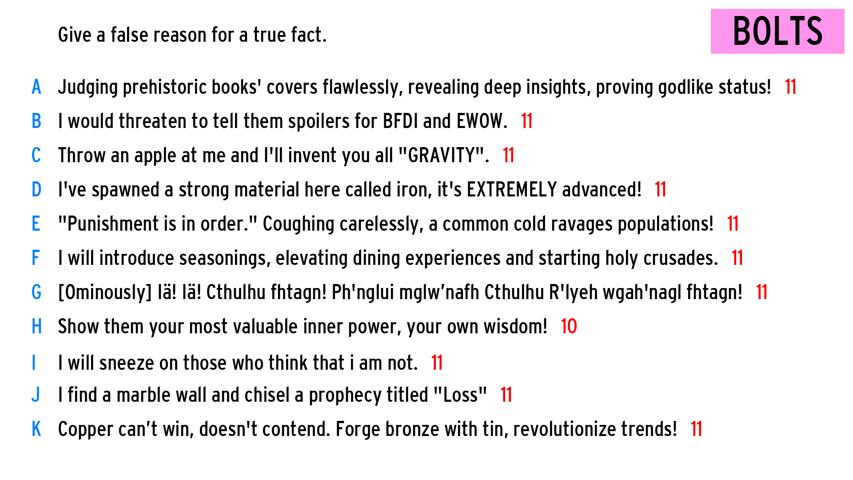 Give a false reason for a true fact.
BOLTS
A Judging prehistoric books' covers flawlessly, revealing deep insights, proving godlike status! 11
B I would threaten to tell them spoilers for BFDI and EWOW. 11
C Throw an apple at me and I'll invent you all "GRAVITY". 11
D I've spawned a strong material here called iron, it's EXTREMELY advanced! 11
E "Punishment is in order." Coughing carelessly, a common cold ravages populations! 11
F I will introduce seasonings, elevating dining experiences and starting holy crusades. 11
G [Ominously] Iä! Iä! Cthulhu fhtagn! Ph'nglui mglw’nafh Cthulhu R'lyeh wgah'nagl fhtagn! 11
H Show them your most valuable inner power, your own wisdom! 10
I I will sneeze on those who think that i am not. 11
J I find a marble wall and chisel a prophecy titled "Loss" 11
K Copper can’t win, doesn't contend. Forge bronze with tin, revolutionize trends! 11